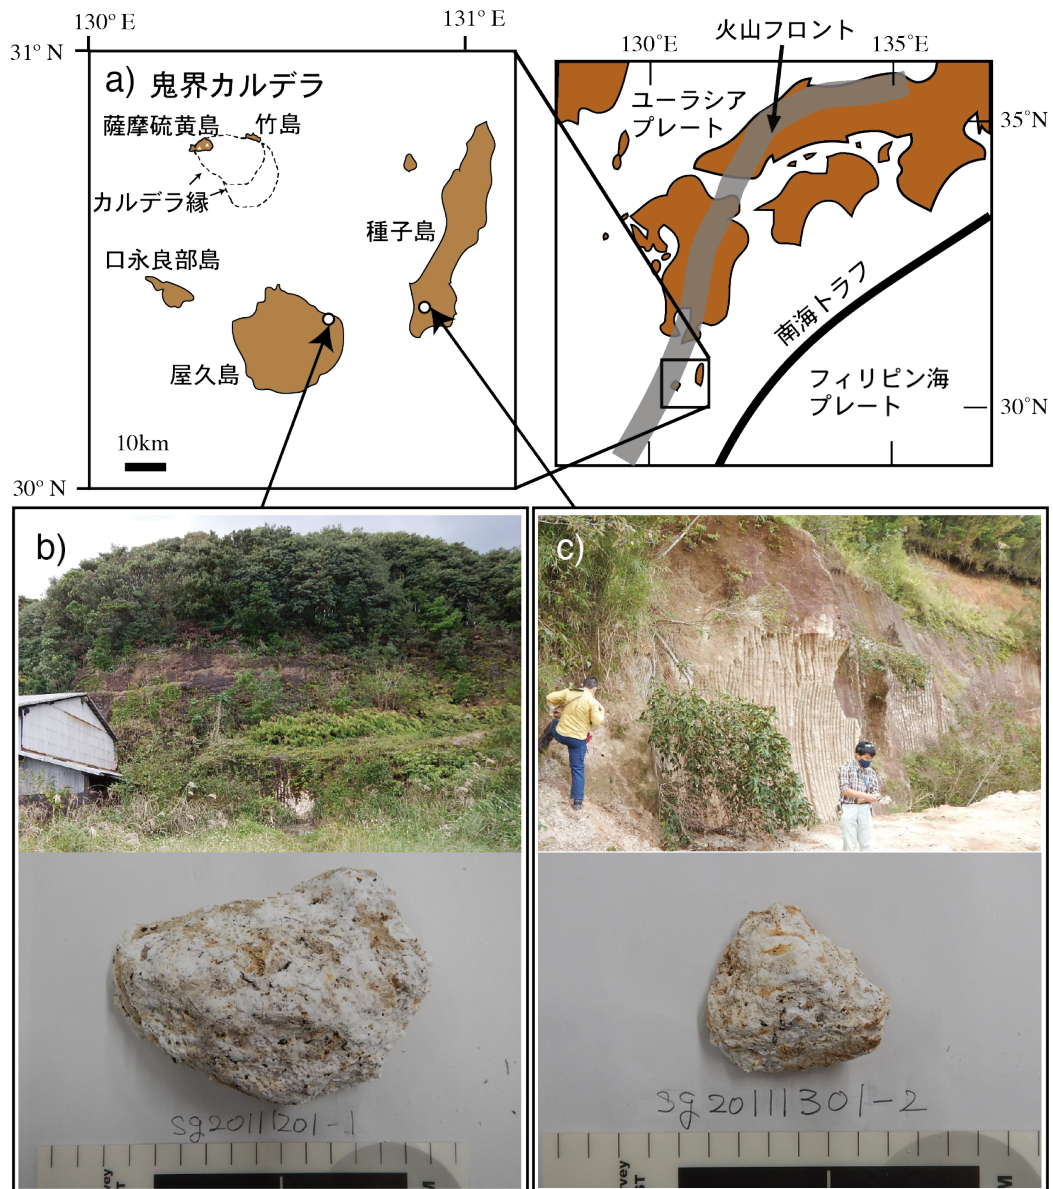 130° E
131° E
31° N
a) 鬼界カルデラ
薩摩硫黄島
竹島
カルデラ縁
種子島
口永良部島
屋久島
10km
30° N
火山フロント
130°E
135°E
ユーラシア
プレート
35°N
南海トラフ
フィリピン海
プレート
30°N
b)
sg20111201-1
ST
M
c)
sg20111301-2
vey
ST
M